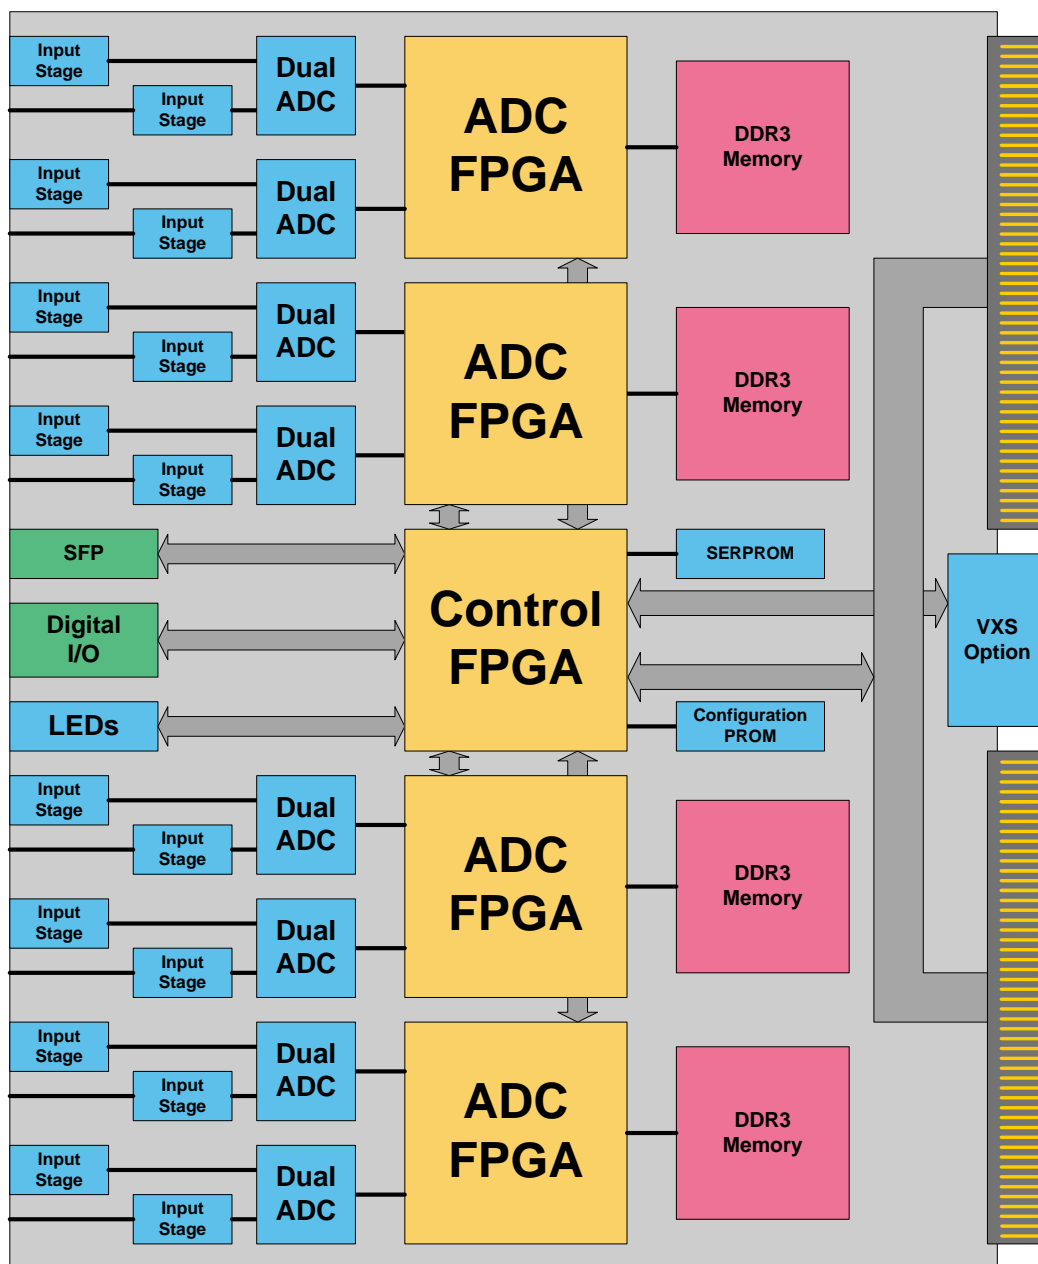 Input
Stage
Input
Stage
Dual
ADC
ADC
FPGA
DDR3
Memory
Input
Stage
Input
Stage
Dual
ADC
Input
Stage
Input
Stage
Dual
ADC
ADC
FPGA
DDR3
Memory
Input
Stage
Input
Stage
Dual
ADC
SFP
Digital
I/O
LEDs
Control
FPGA
SERPROM
Configuration
PROM
VXS
Option
Input
Stage
Input
Stage
Dual
ADC
ADC
FPGA
DDR3
Memory
Input
Stage
Input
Stage
Dual
ADC
Input
Stage
Input
Stage
Dual
ADC
ADC
FPGA
DDR3
Memory
Input
Stage
Input
Stage
Dual
ADC